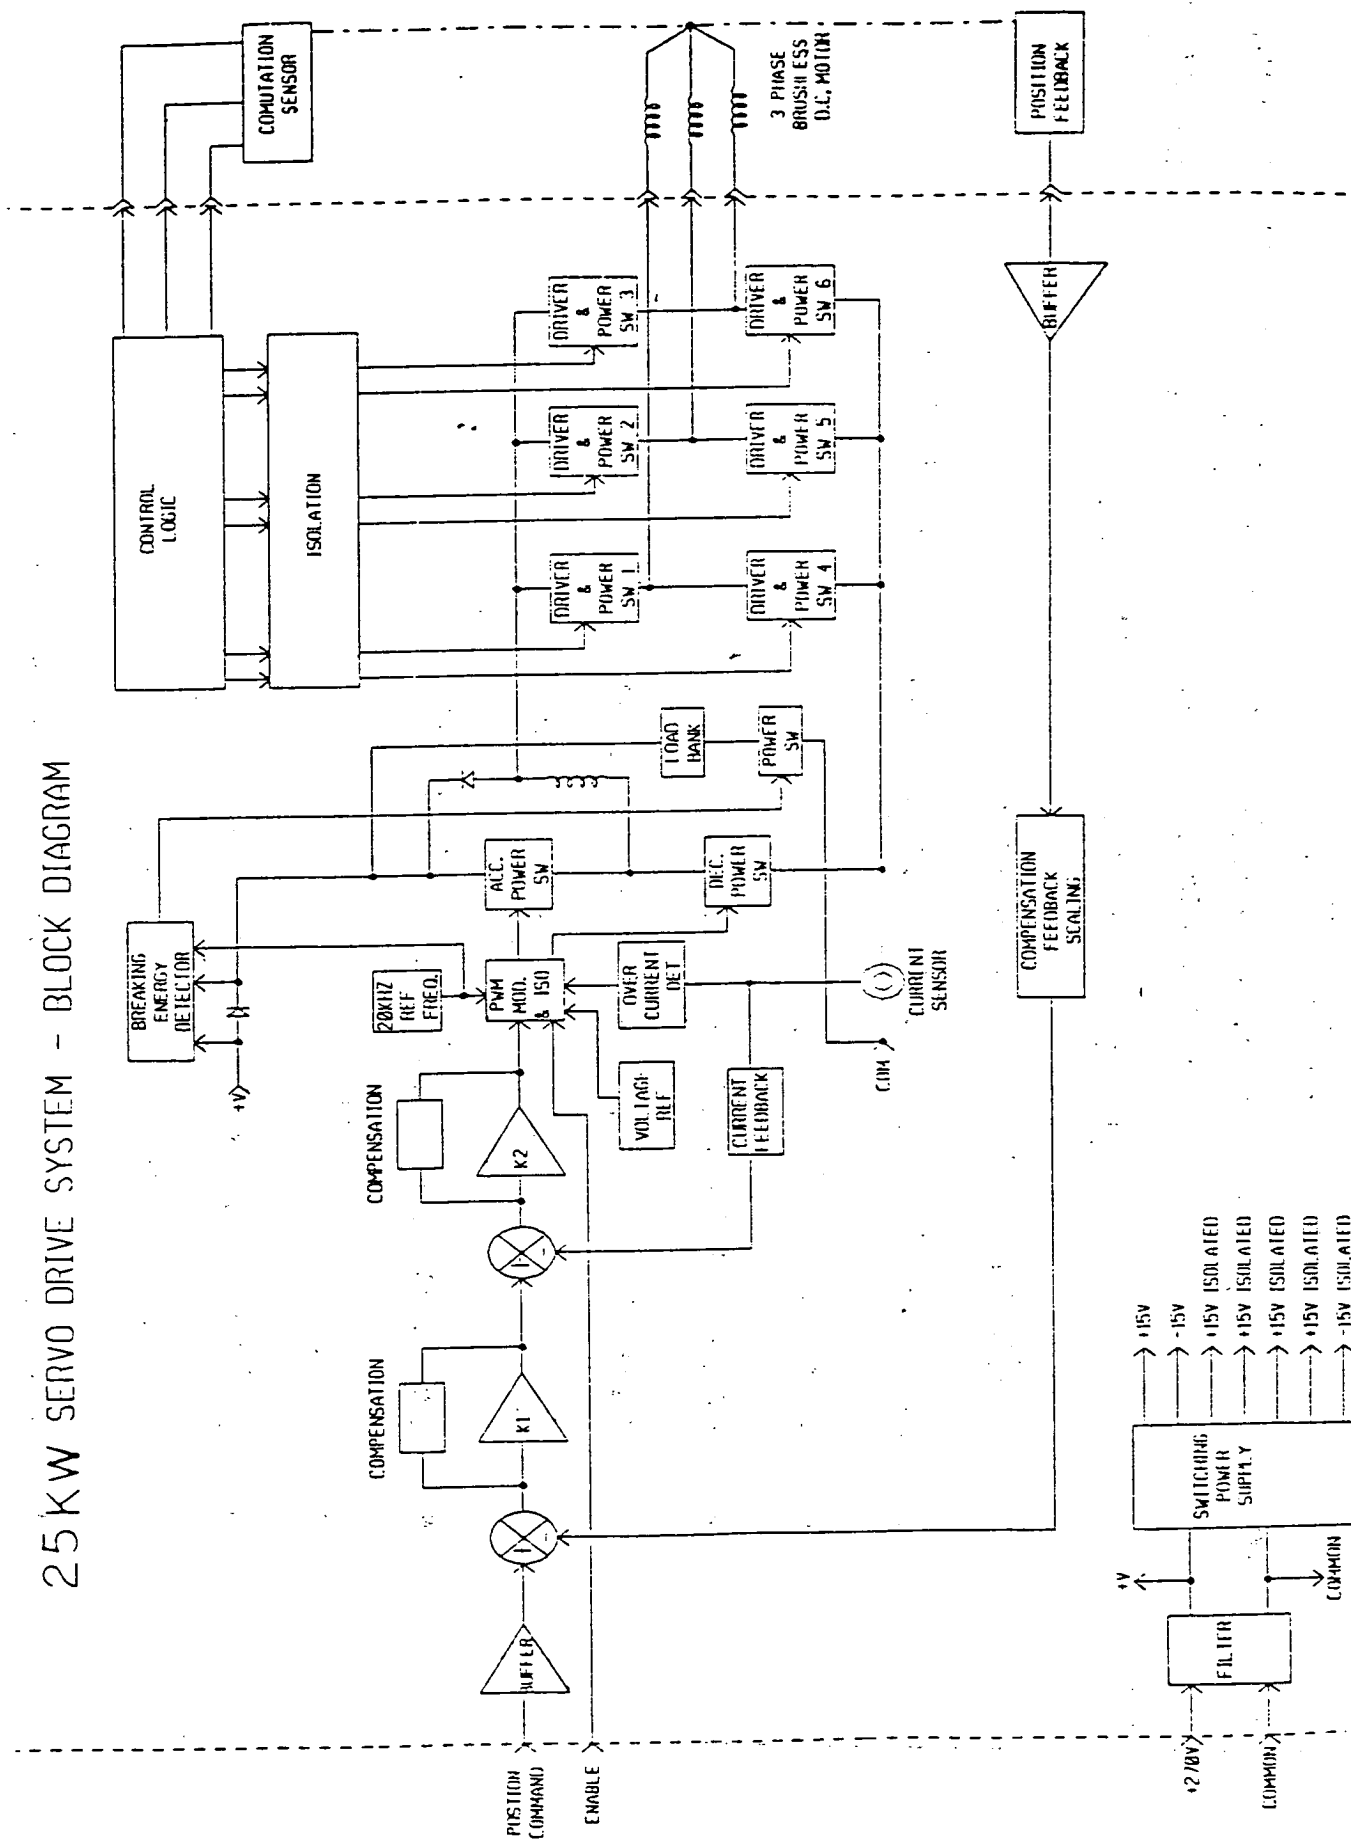 25KW SERVO DRIVE SYSTEM - BLOCK DIAGRAM
CONTROL
LOGIC
COMUTATION
SENSOR
ISOLATION
BREAKING
ENERGY
DETECTOR
+V
20KHZ
REF
FREQ.
ACC.
POWER
SW
PWM
MOD.
& ISO
DEC.
POWER
SW
LOAD
BANK
POWER
SW
DRIVER
&
POWER
SW 1
DRIVER
&
POWER
SW 2
DRIVER
&
POWER
SW 3
DRIVER
&
POWER
SW 4
DRIVER
&
POWER
SW 5
DRIVER
&
POWER
SW 6
3 PHASE
BRUSHLESS
D.C. MOTOR
COMPENSATION
K1
COMPENSATION
K2
POSTION
COMMAND
BUFFER
ENABLE
VOLTAGE
REF
OVER
CURRENT
DET
CURRENT
FEEDBACK
CURRENT
SENSOR
COM
COMPENSATION
FEEDBACK
SCALING
BUFFER
POSITION
FEEDBACK
+270V
COMMON
FILTER
+V
COMMON
SWITCHING
POWER
SUPPLY
+15V
-15V
+15V ISOLATED
+15V ISOLATED
+15V ISOLATED
+15V ISOLATED
-15V ISOLATED